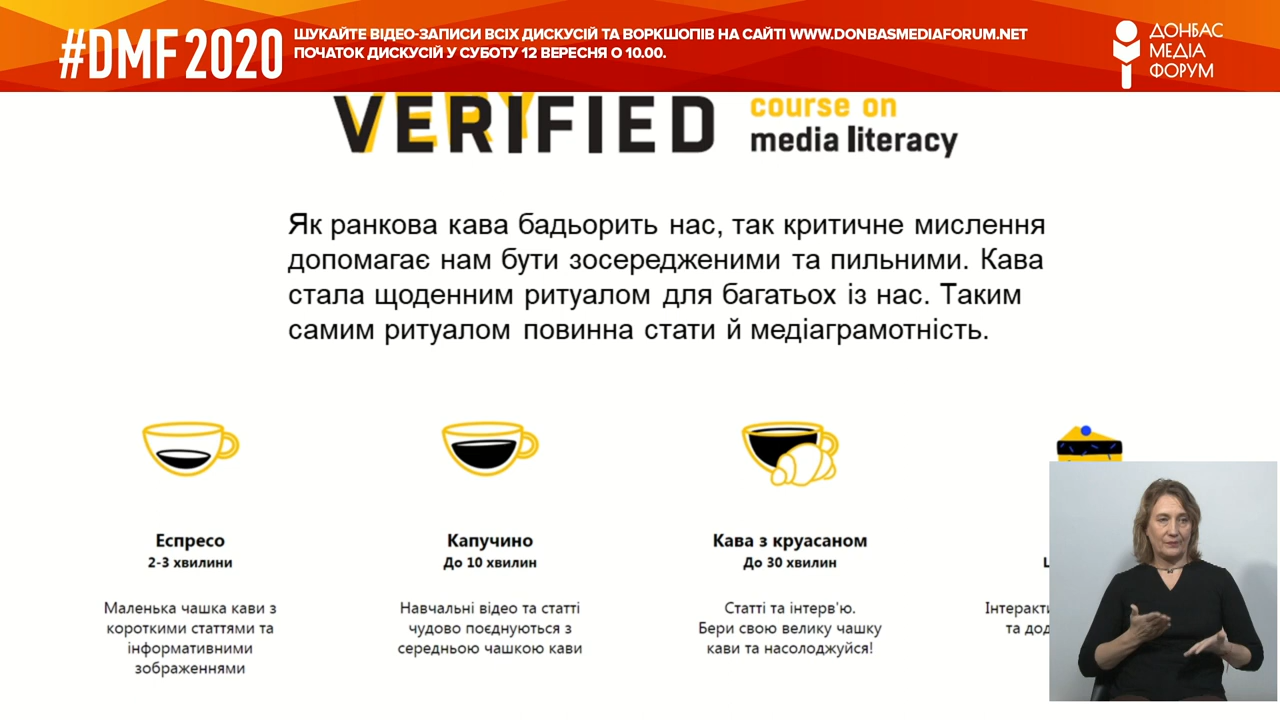 #DMF2020
ШУКАЙТЕ ВІДЕО-ЗАПИСИ ВСІХ ДИСКУСІЙ ТА ВОРКШОПІВ НА САЙТІ WWW.DONBASMEDIAFORUM.NET
ПОЧАТОК ДИСКУСІЙ У СУБОТУ 12 ВЕРЕСНЯ О 10.00.
ДОНБАС
МЕДІА
ФОРУМ
VERIFIED
course on
media literacy
Як ранкова кава бадьорить нас, так критичне мислення
допомагає нам бути зосередженими та пильними. Кава
стала щоденним ритуалом для багатьох із нас. Таким
самим ритуалом повинна стати й медіаграмотність.
Еспресо
2-3 хвилини
Маленька чашка кави з
короткими статтями та
інформативними
зображеннями
Капучино
До 10 хвилин
Навчальні відео та статті
чудово поєднуються з
середньою чашкою кави
Кава з круасаном
До 30 хвилин
Статті та інтерв'ю.
Бери свою велику чашку
кави та насолоджуйся!
та